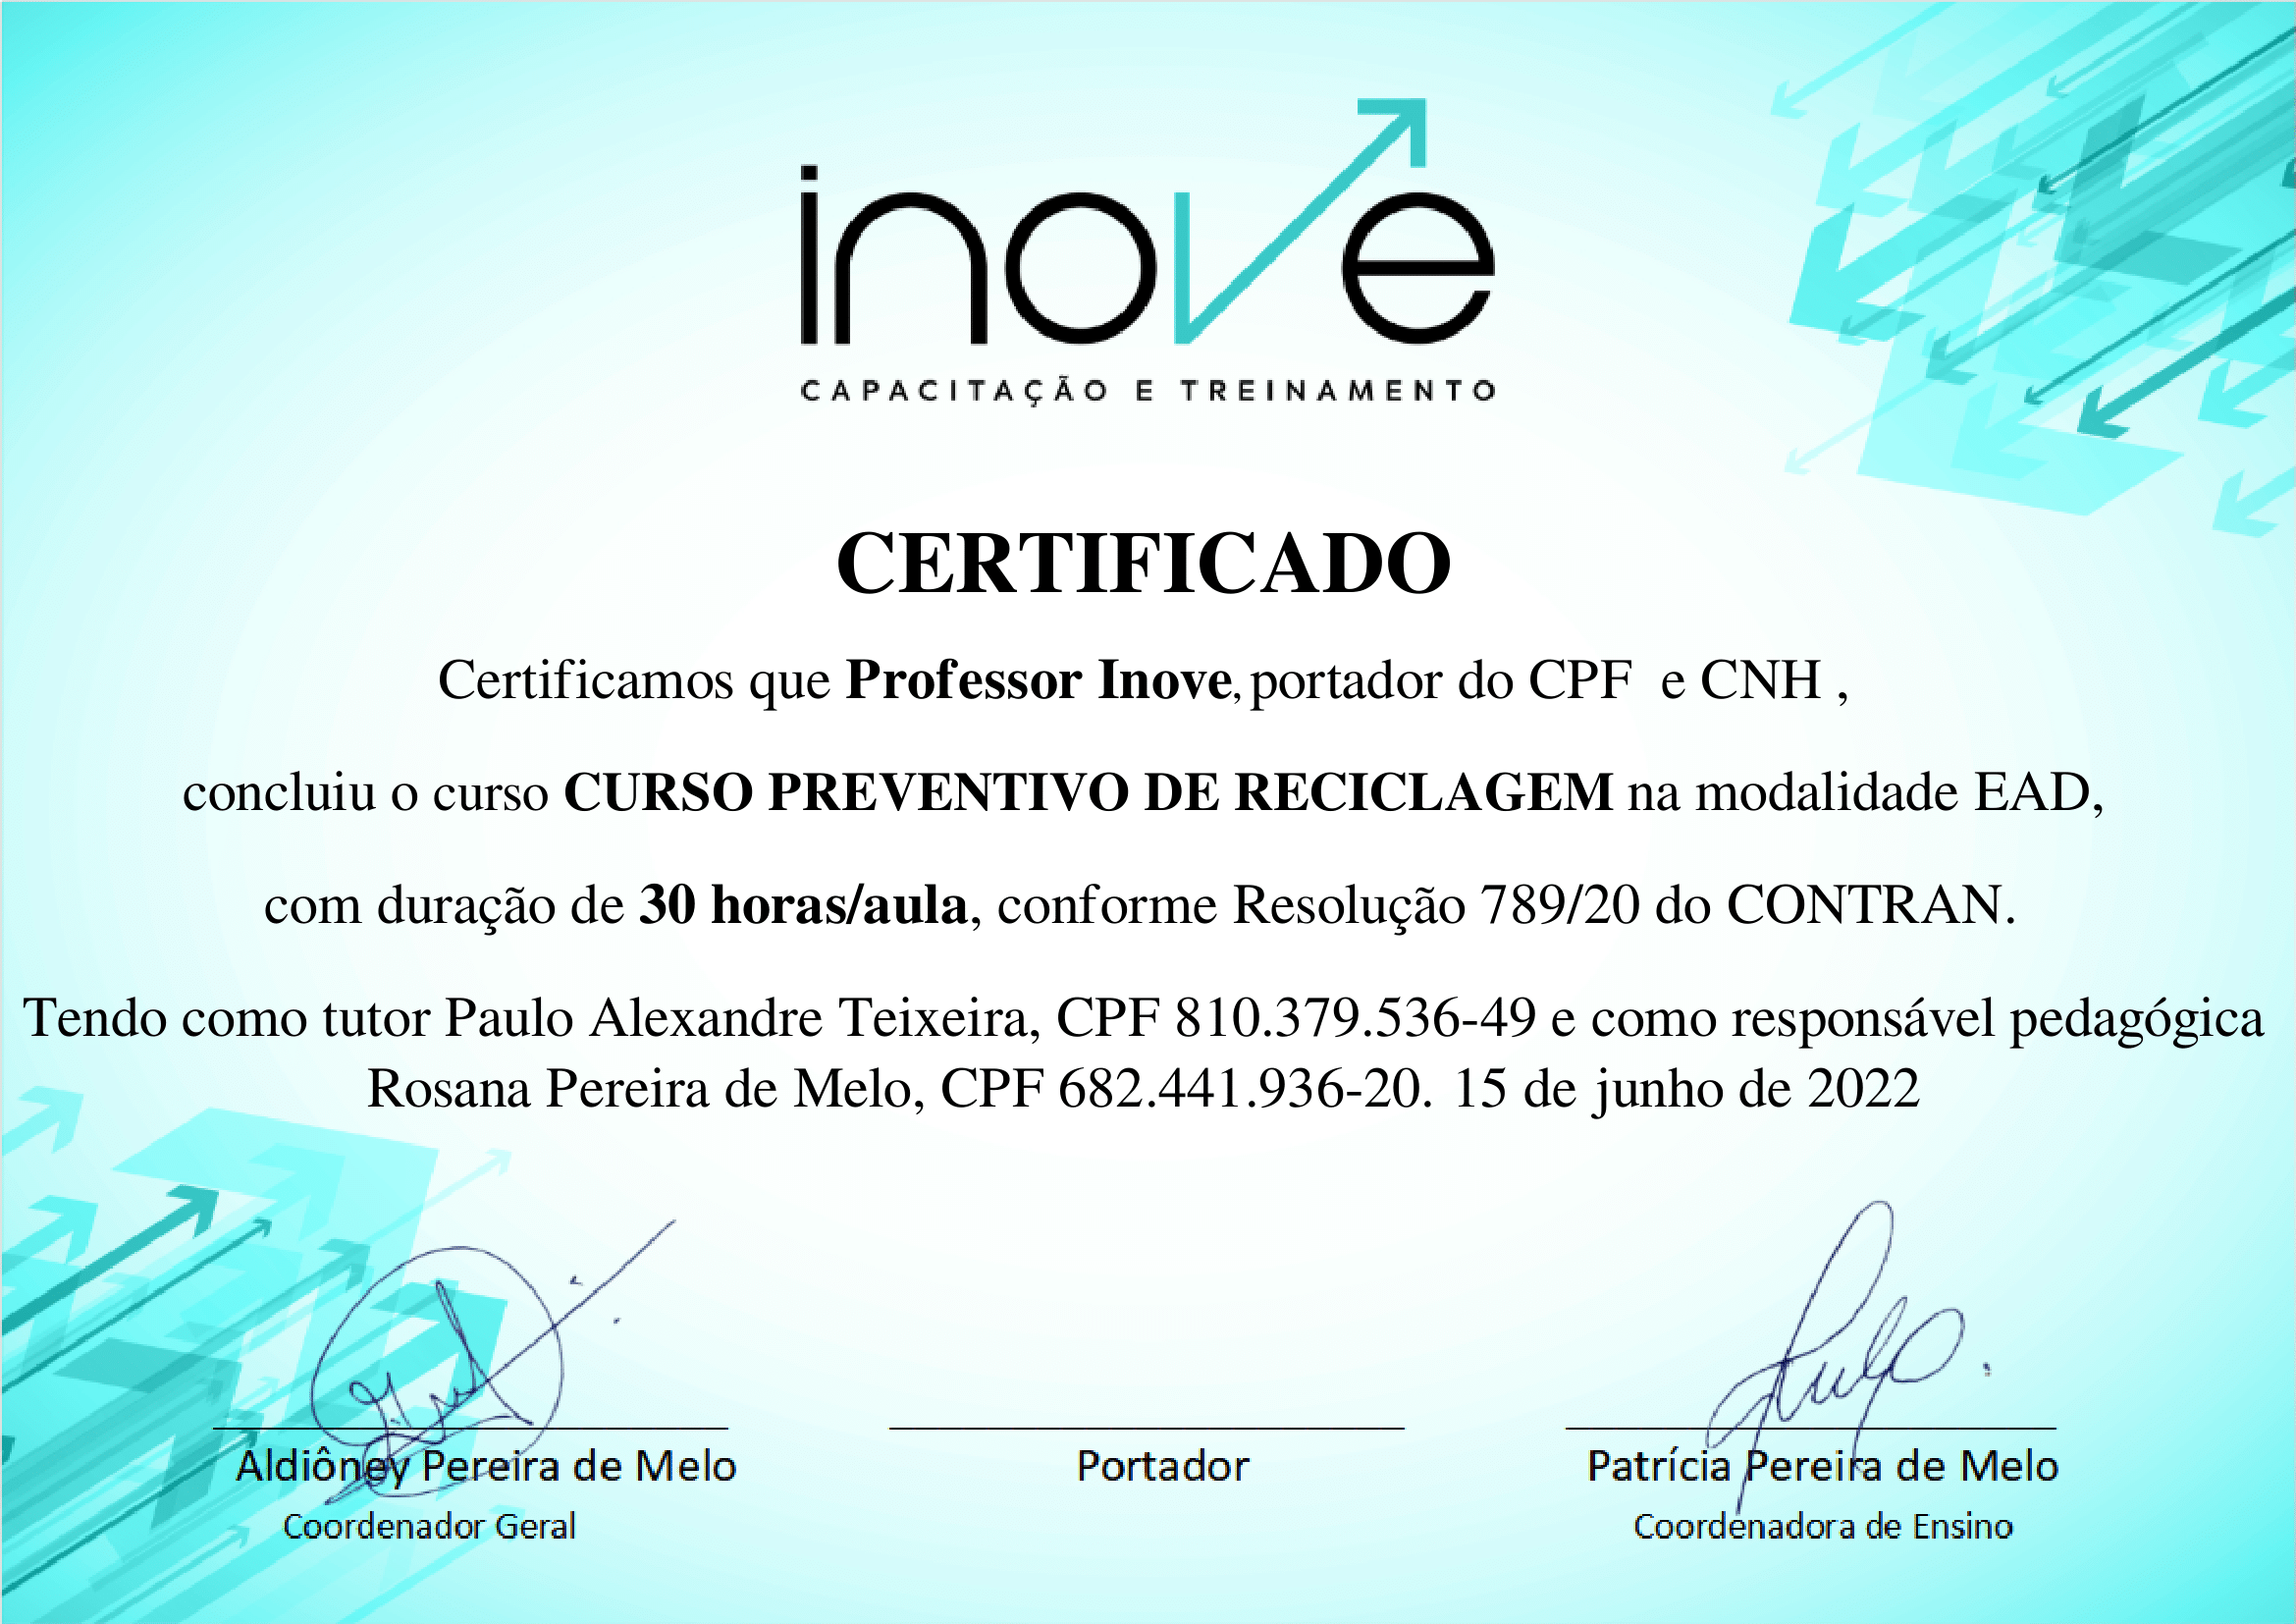 inove
CAPACITAÇÃO E TREINAMENTO
CERTIFICADO
Certificamos que Professor Inove, portador do CPF e CNH ,
concluiu o curso CURSO PREVENTIVO DE RECICLAGEM na modalidade EAD,
com duração de 30 horas/aula, conforme Resolução 789/20 do CONTRAN.
Tendo como tutor Paulo Alexandre Teixeira, CPF 810.379.536-49 e como responsável pedagógica
Rosana Pereira de Melo, CPF 682.441.936-20. 15 de junho de 2022
Aldiôney Pereira de Melo
Coordenador Geral
Portador
Patrícia Pereira de Melo
Coordenadora de Ensino